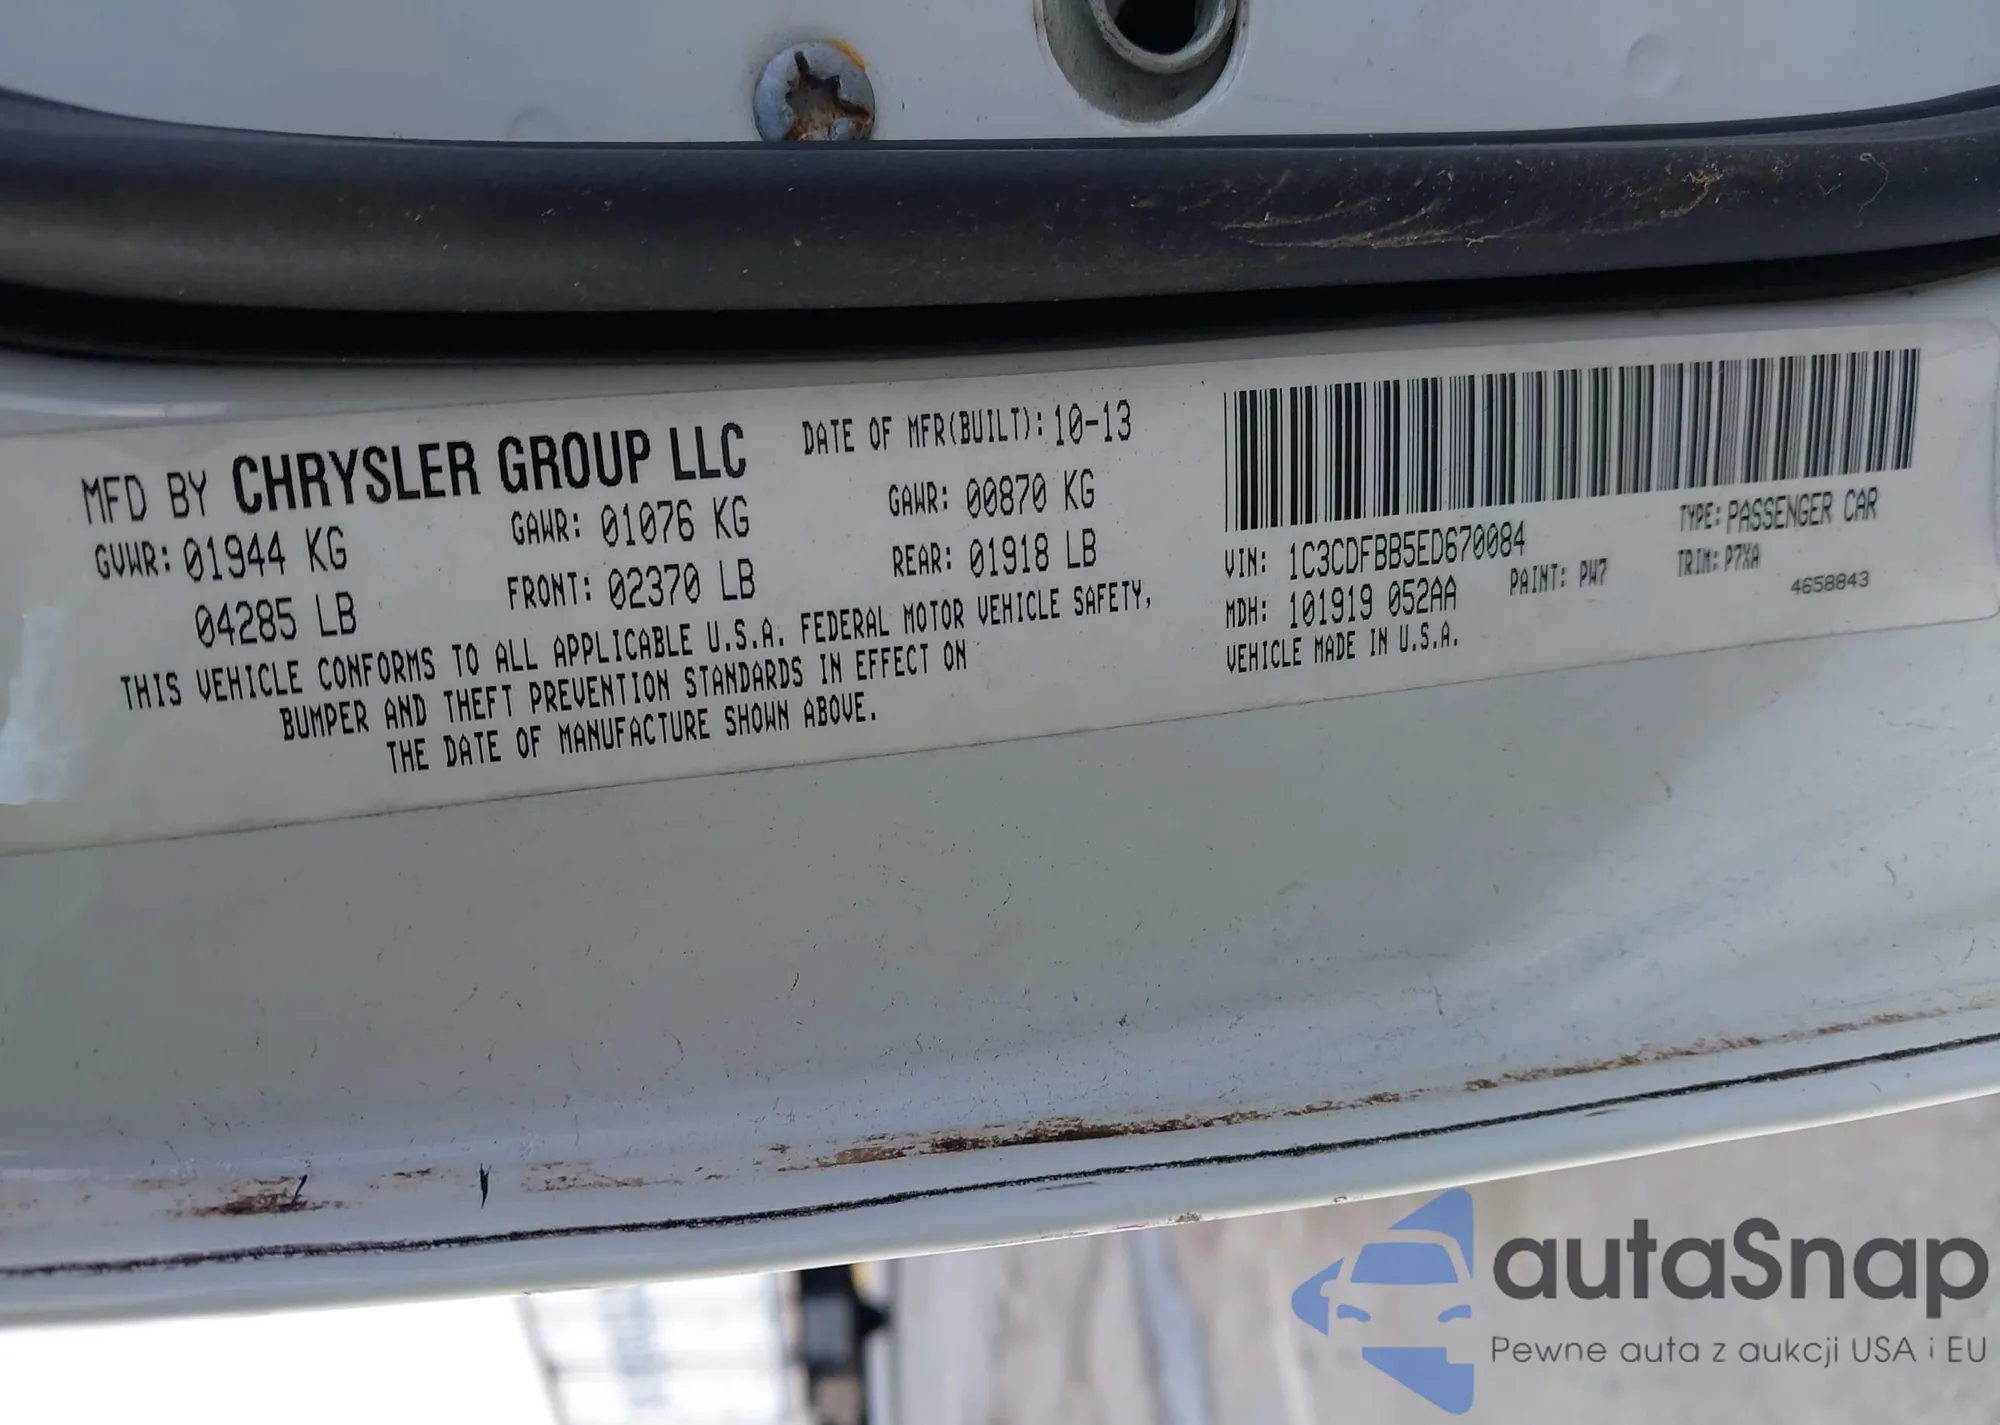 MFD BY CHRYSLER GROUP LLC DATE OF MFR(BUILT): 10-13
GVWR: 01944 KG GAWR: 01076 KG GAWR: 00870 KG
04285 LB FRONT: 02370 LB REAR: 01918 LB
THIS VEHICLE CONFORMS TO ALL APPLICABLE U.S.A. FEDERAL MOTOR VEHICLE SAFETY,
BUMPER AND THEFT PREVENTION STANDARDS IN EFFECT ON
THE DATE OF MANUFACTURE SHOWN ABOVE.
VIN: 1C3CDFBB5ED670084 TYPE: PASSENGER CAR
MDH: 101919 052AA PAINT: PW7 TRIM: P7XA
VEHICLE MADE IN U.S.A. 4658843
autaSnap
Pewne auta z aukcji USA i EU